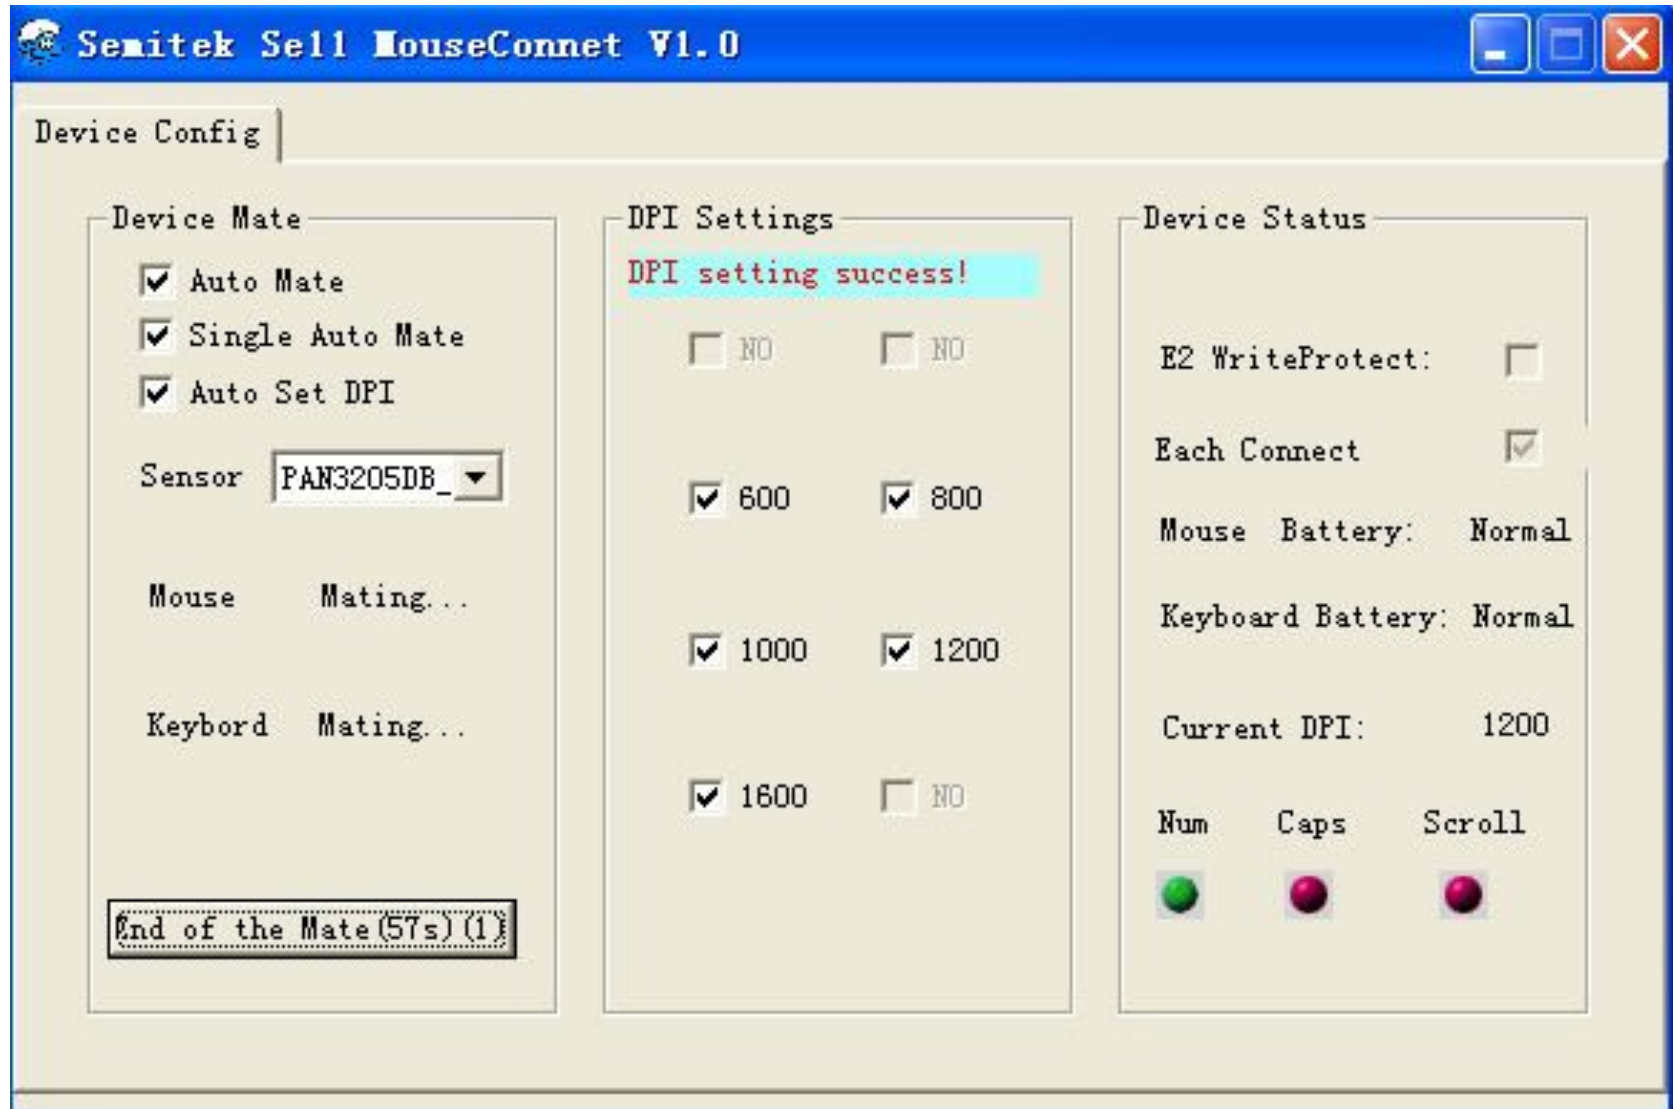 Semitek Sell MouseConnet V1.0
Device Config
Device Mate
Auto Mate
Single Auto Mate
Auto Set DPI
Sensor PAN3205DB_
Mouse Mating...
Keybord Mating...
End of the Mate(57s)(1)
DPI Settings
DPI setting success!
NO NO
600 800
1000 1200
1600 NO
Device Status
E2 WriteProtect:
Each Connect
Mouse Battery: Normal
Keyboard Battery: Normal
Current DPI: 1200
Num Caps Scroll